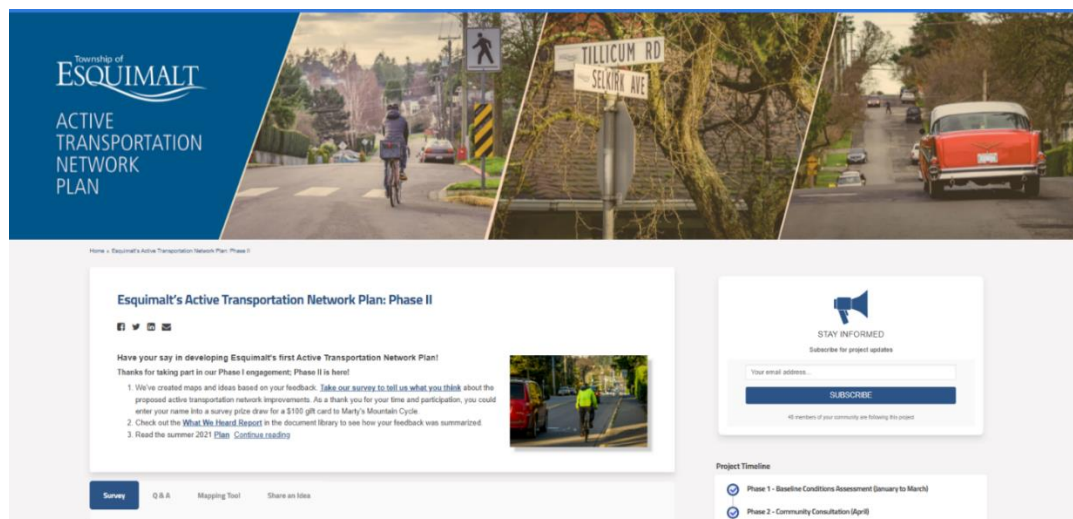 Township of
ESQUIMALT
ACTIVE
TRANSPORTATION
NETWORK
PLAN
TILLICUM RD
SELKIRK AVE
Home » Esquimalt's Active Transportation Network Plan: Phase II
Esquimalt's Active Transportation Network Plan: Phase II
Have your say in developing Esquimalt's first Active Transportation Network Plan!
Thanks for taking part in our Phase I engagement; Phase II is here!
1. We've created maps and ideas based on your feedback. Take our survey to tell us what you think about the
proposed active transportation network improvements. As a thank you for your time and participation, you could
enter your name into a survey prize draw for a $100 gift card to Marty's Mountain Cycle.
2. Check out the What We Heard Report in the document library to see how your feedback was summarized.
3. Read the summer 2021 Plan Continue reading
STAY INFORMED
Subscribe for project updates
Your email address...
SUBSCRIBE
40 members of your community are following this project
Project Timeline
Phase 1 - Baseline Conditions Assessment (January to March)
Phase 2 - Community Consultation (April)
Survey
Q & A
Mapping Tool
Share an Idea